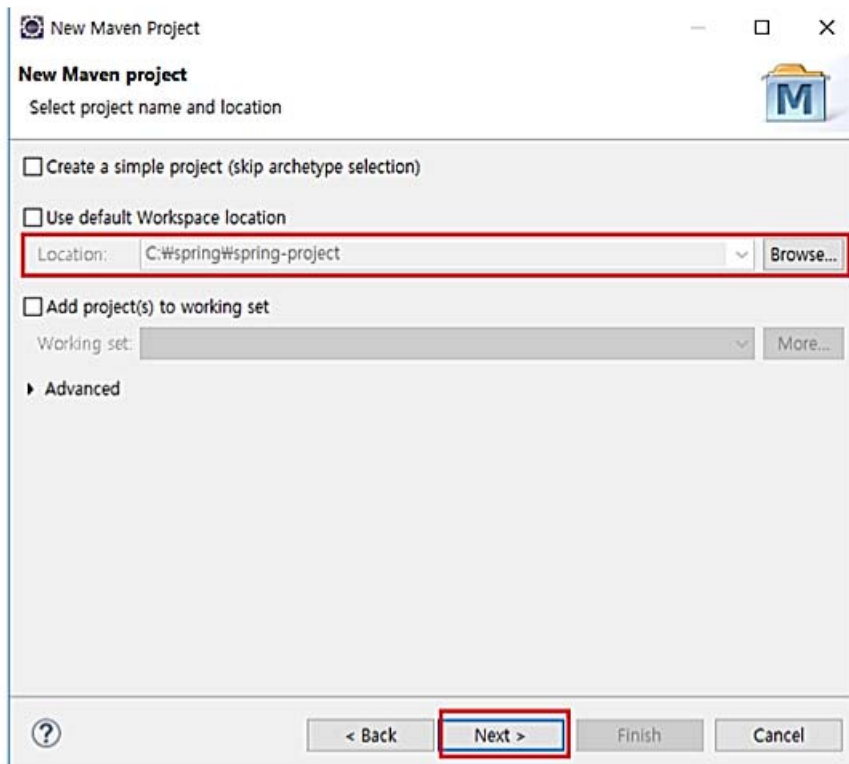 New Maven Project
New Maven project
Select project name and location
M
Create a simple project (skip archetype selection)
Use default Workspace location
Location: C:₩spring₩spring-project Browse...
Add project(s) to working set
Working set: More...
Advanced
? < Back Next > Finish Cancel